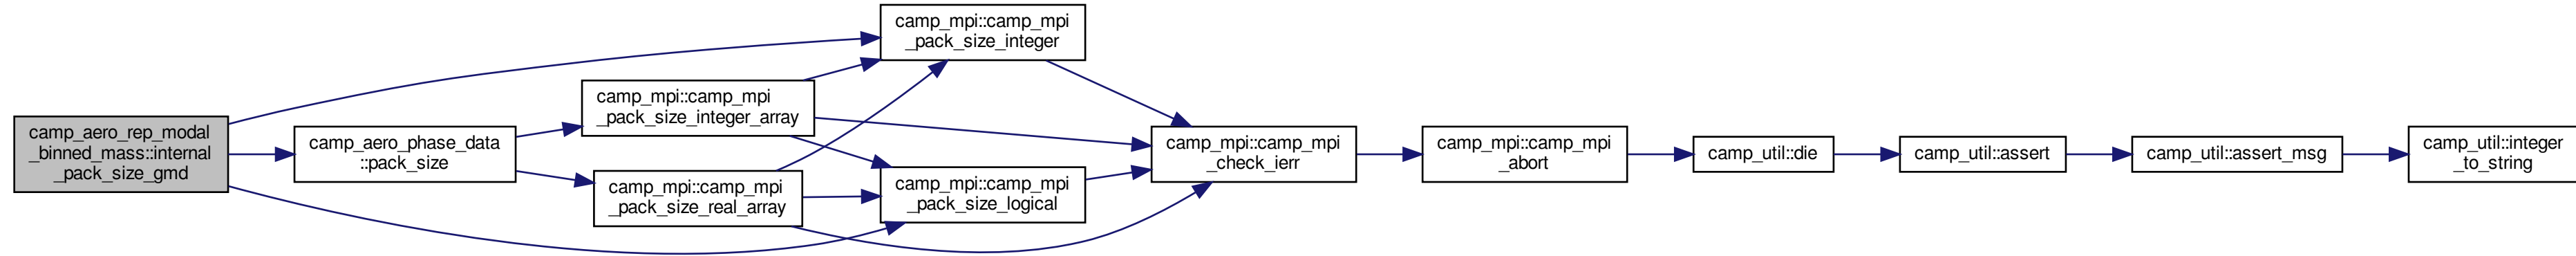 camp_aero_rep_modal
_binned_mass::internal
_pack_size_gmd
camp_aero_phase_data
::pack_size
camp_mpi::camp_mpi
_pack_size_integer_array
camp_mpi::camp_mpi
_pack_size_real_array
camp_mpi::camp_mpi
_pack_size_integer
camp_mpi::camp_mpi
_pack_size_logical
camp_mpi::camp_mpi
_check_ierr
camp_mpi::camp_mpi
_abort
camp_util::die
camp_util::assert
camp_util::assert_msg
camp_util::integer
_to_string